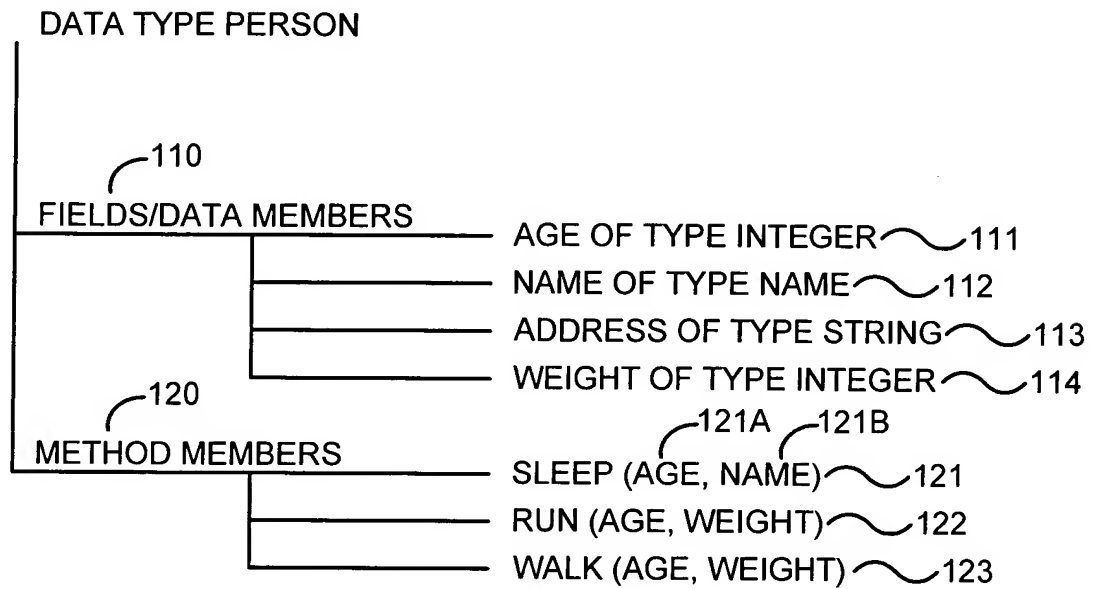 DATA TYPE PERSON
110
FIELDS/DATA MEMBERS
AGE OF TYPE INTEGER 111
NAME OF TYPE NAME 112
ADDRESS OF TYPE STRING 113
WEIGHT OF TYPE INTEGER 114
120
121A 121B
METHOD MEMBERS
SLEEP (AGE, NAME) 121
RUN (AGE, WEIGHT) 122
WALK (AGE, WEIGHT) 123